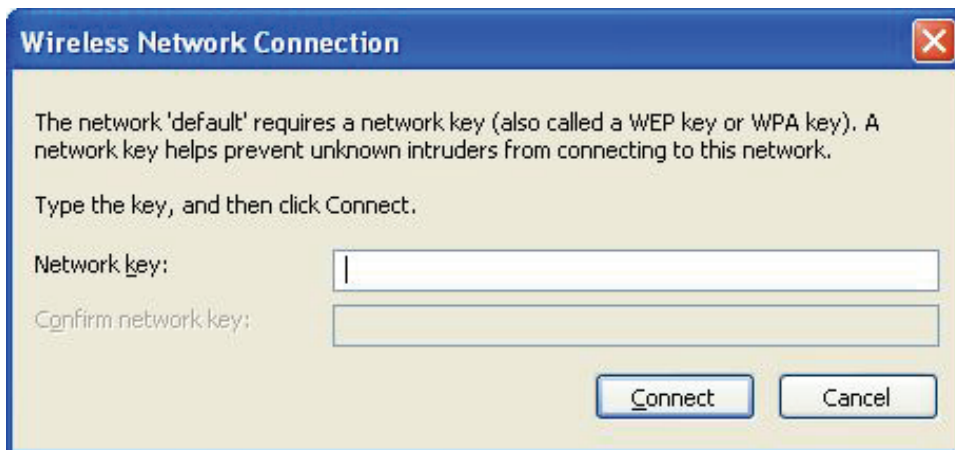 Wireless Network Connection
The network 'default' requires a network key (also called a WEP key or WPA key). A
network key helps prevent unknown intruders from connecting to this network.
Type the key, and then click Connect.
Network key:
Confirm network key:
Connect Cancel